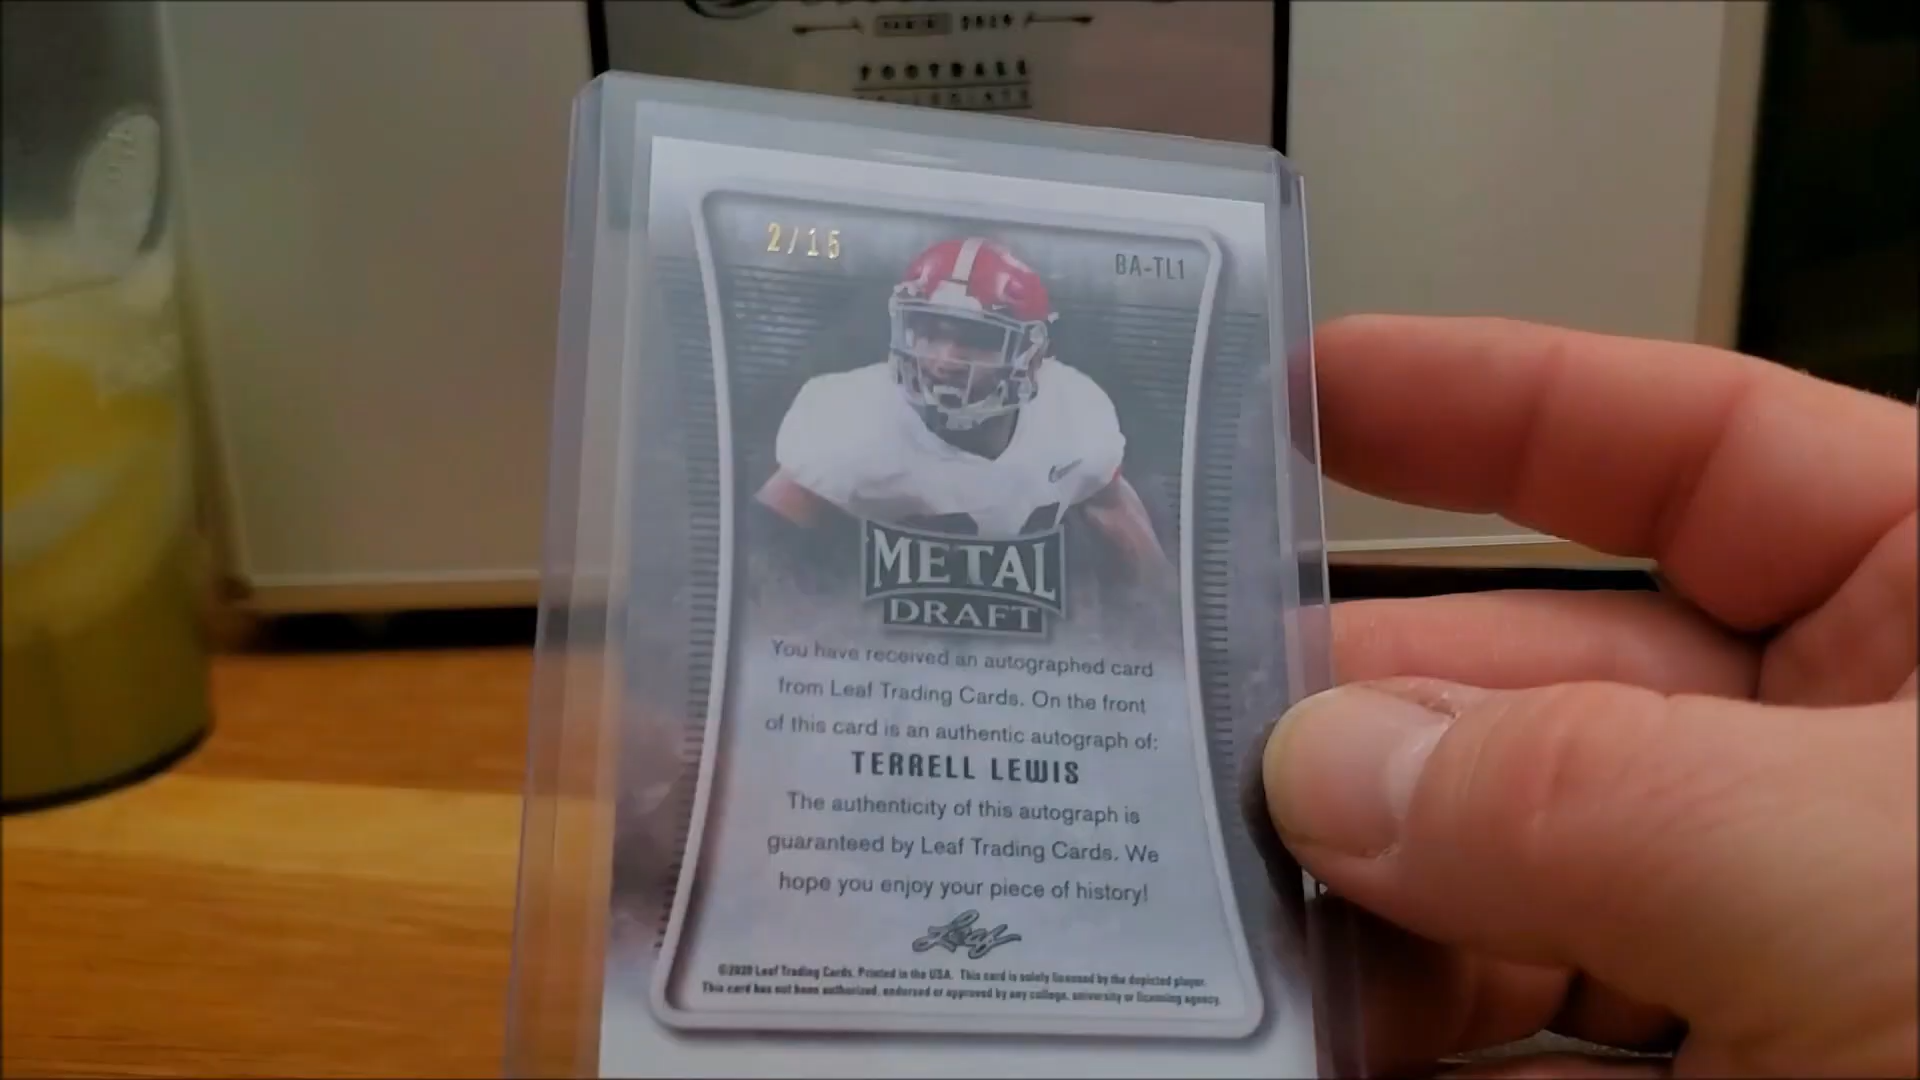 PANINI 2019
FOOTBALL
COLLEGIATE
2/15
BA-TL1
METAL
DRAFT
You have received an autographed card
from Leaf Trading Cards. On the front
of this card is an authentic autograph of:
TERRELL LEWIS
The authenticity of this autograph is
guaranteed by Leaf Trading Cards. We
hope you enjoy your piece of history!
Leaf
©2020 Leaf Trading Cards. Printed in the USA. This card is solely licensed by the depicted player.
This card has not been authorized, endorsed or approved by any college, university or licensing agency.